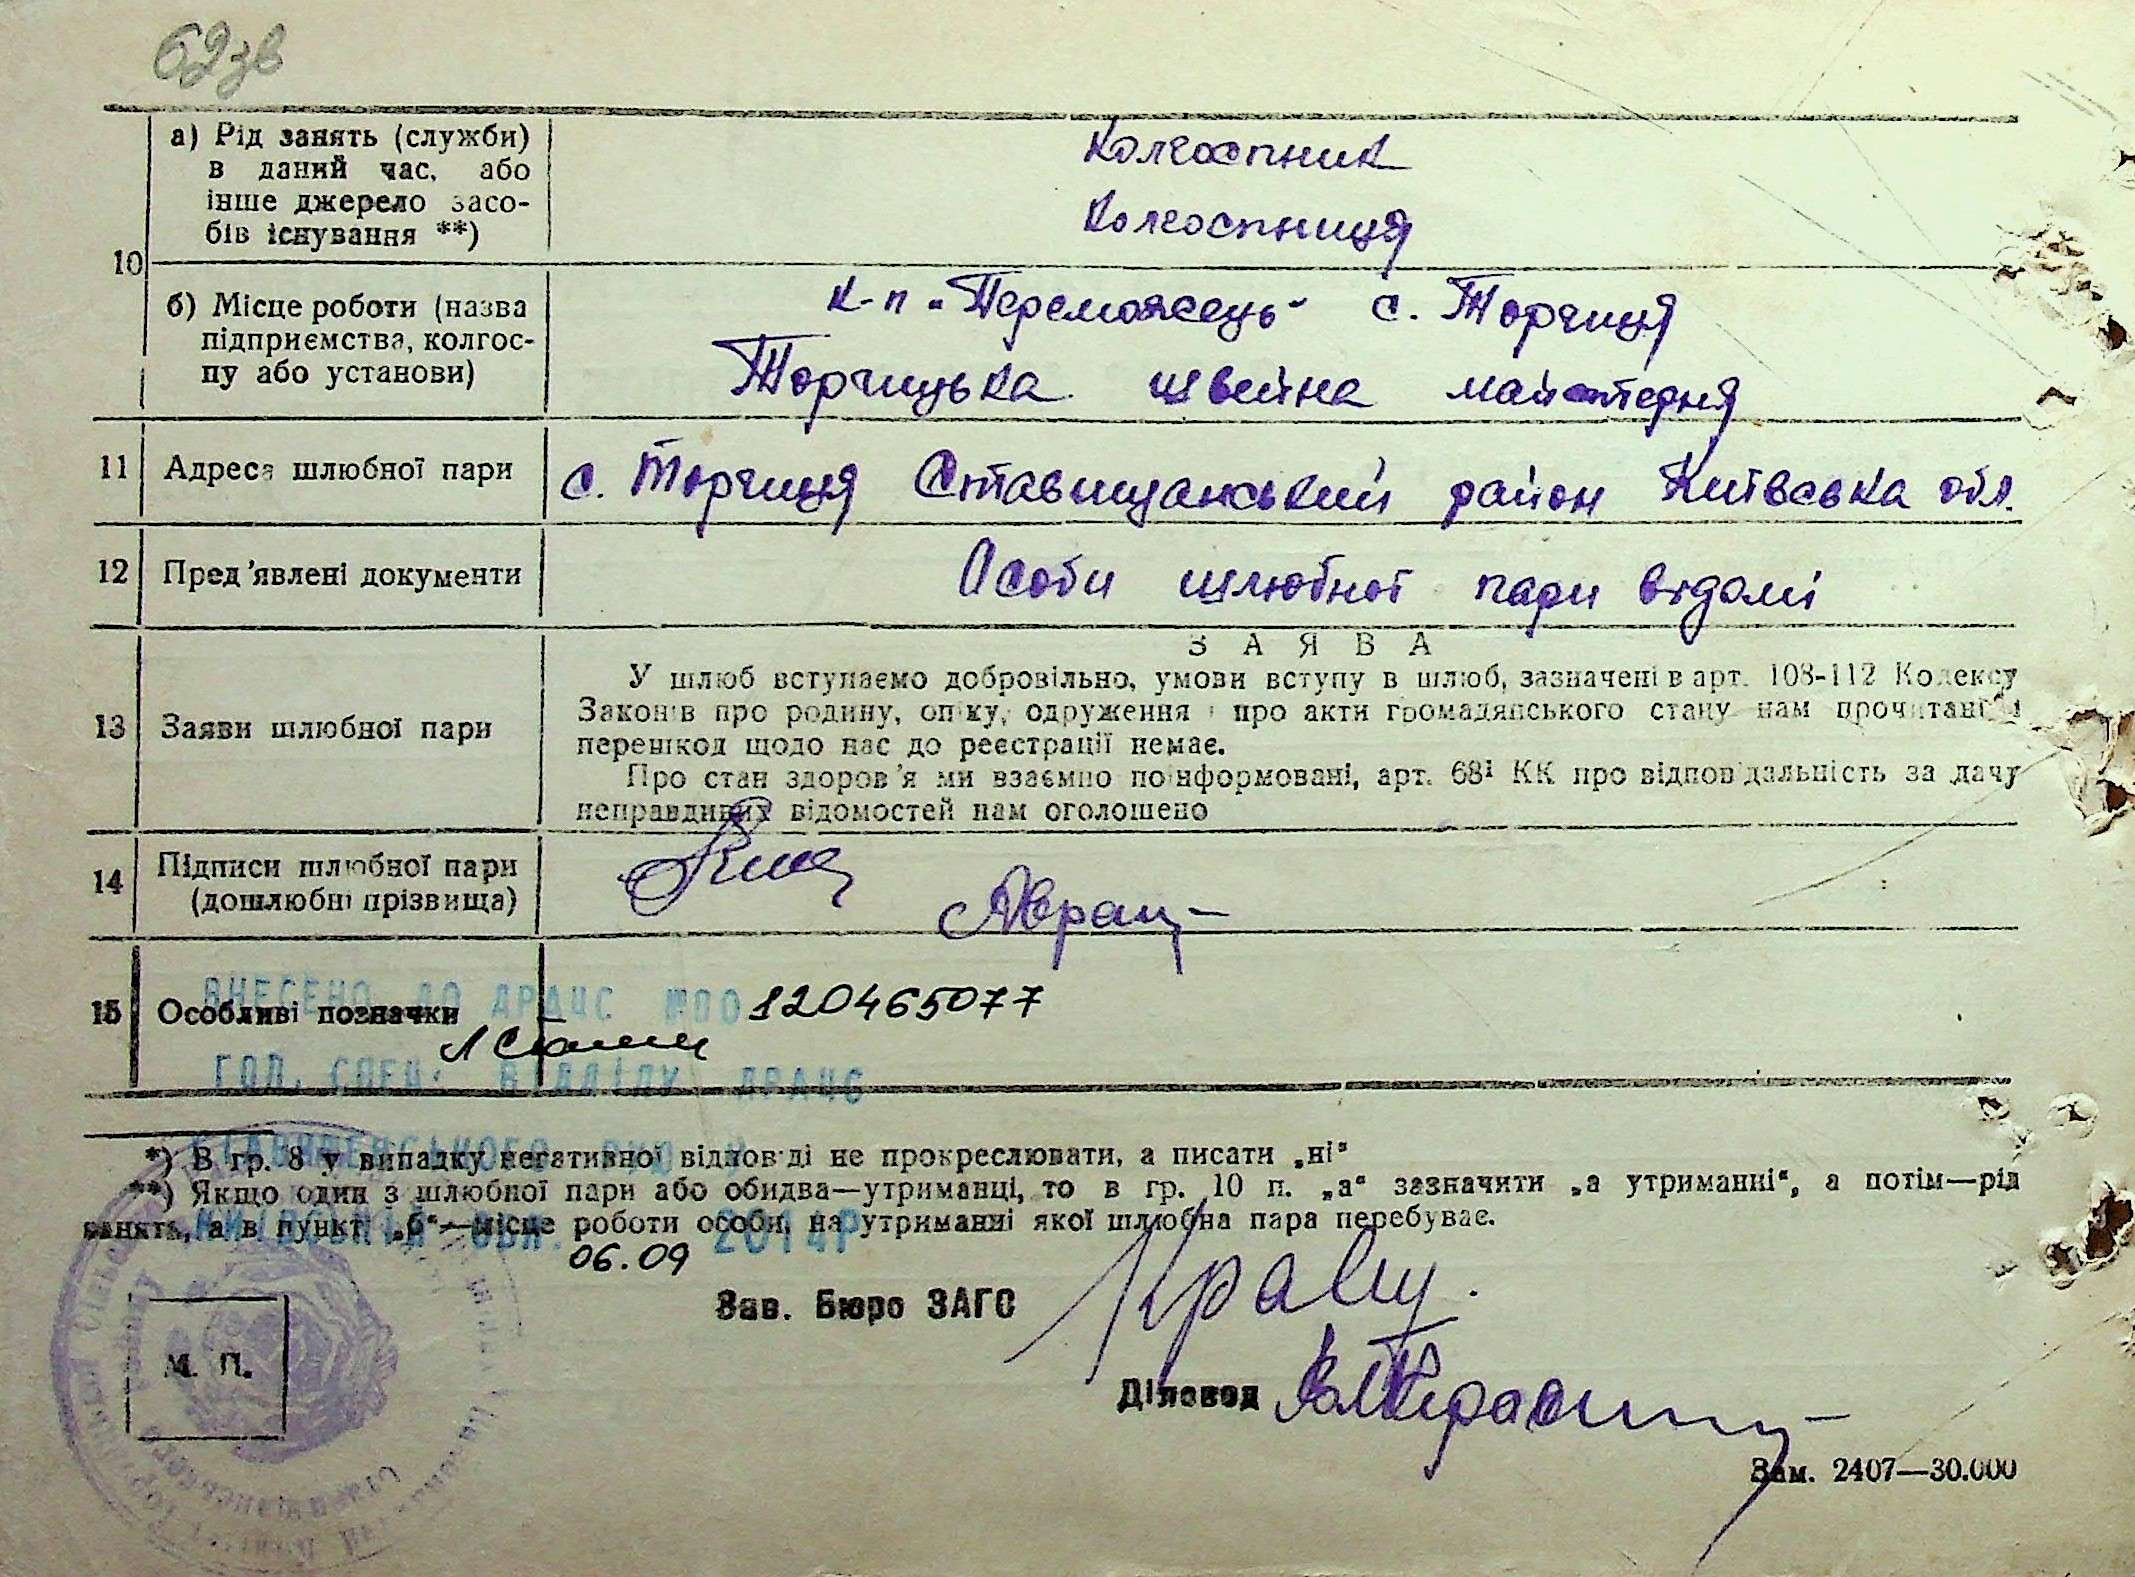 62зв
10
а) Рід занять (служби)
в даний час, або
інше джерело засо-
бів існування **)
Колгоспник
Колгоспниця
б) Місце роботи (назва
підприємства, колгос-
пу або установи)
к-п „Переможець" с. Торчиця
Торчицька швейна майстерня
11 Адреса шлюбної пари
с. Торчиця Ставищанський район Київська обл.
12 Пред'явлені документи
Особи шлюбної пари відомі
13 Заяви шлюбної пари
ЗАЯВА
У шлюб вступаємо добровільно, умови вступу в шлюб, зазначені в арт. 108-112 Кодексу
Законів про родину, опіку, одруження і про акти громадянського стану нам прочитані і
перешкод щодо нас до реєстрації немає.
Про стан здоров'я ми взаємно поінформовані, арт. 68¹ КК про відповідальність за дачу
неправдивих відомостей нам оголошено
14 Підписи шлюбної пари
(дошлюбні прізвища)
15 Особливі позначки
ВНЕСЕНО ДО ДРАЦС №00120465077
ГОЛ. СПЕЦ. ВІДДІЛУ ДРАЦС
*) В гр. 8 у випадку негативної відповіді не прокреслювати, а писати „ні"
**) Якщо один з шлюбної пари або обидва—утриманці, то в гр. 10 п. „а" зазначити „а утриманні", а потім—рід
занять, а в пункті „б"—місце роботи особи, на утриманні якої шлюбна пара перебуває.
06.09 2014Р
Зав. Бюро ЗАГС
М. П.
Діловод
Зам. 2407—30.000